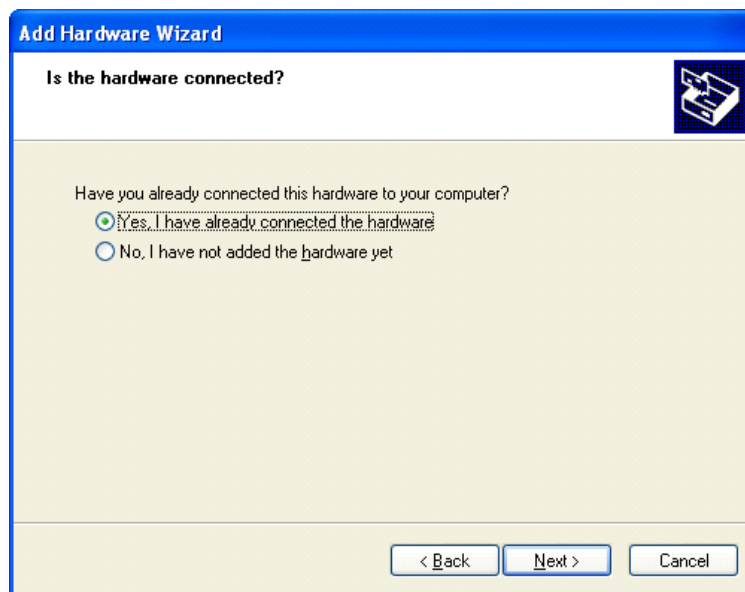 Add Hardware Wizard
Is the hardware connected?
Have you already connected this hardware to your computer?
Yes, I have already connected the hardware
No, I have not added the hardware yet
< Back
Next >
Cancel